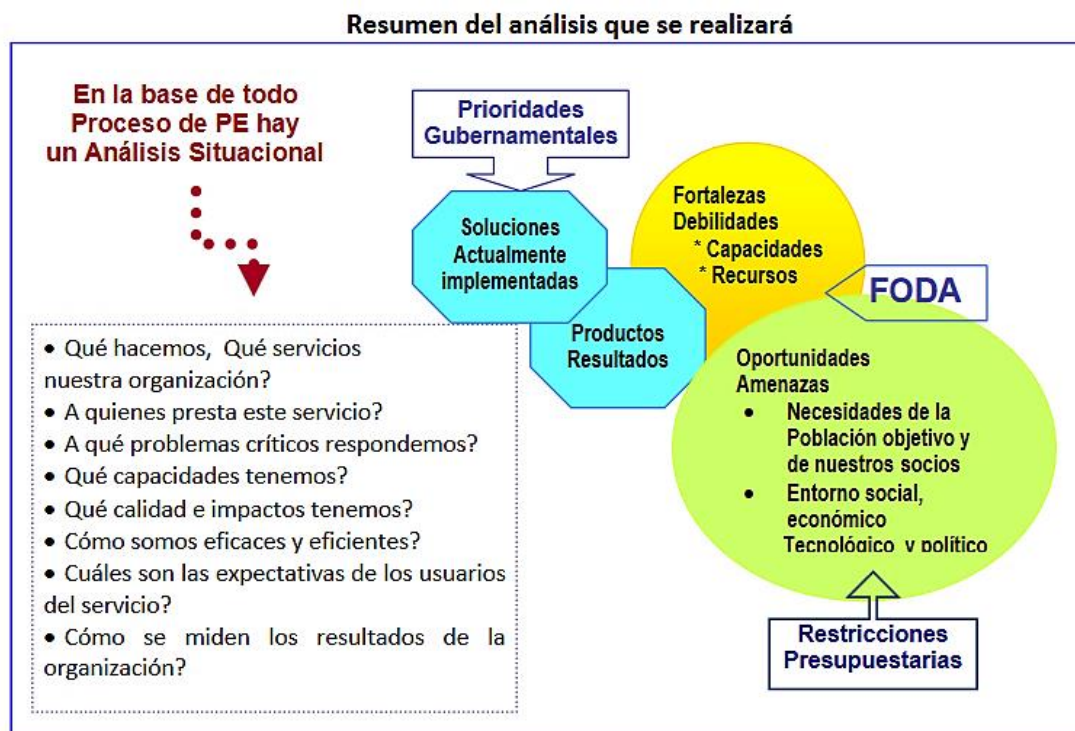 Resumen del análisis que se realizará
En la base de todo
Proceso de PE hay
un Análisis Situacional
Prioridades
Gubernamentales
Soluciones
Actualmente
implementadas
Productos
Resultados
Fortalezas
Debilidades
* Capacidades
* Recursos
FODA
Oportunidades
Amenazas
• Necesidades de la
Población objetivo y
de nuestros socios
• Entorno social,
económico
Tecnológico y político
Restricciones
Presupuestarias
• Qué hacemos, Qué servicios
nuestra organización?
• A quienes presta este servicio?
• A qué problemas críticos respondemos?
• Qué capacidades tenemos?
• Qué calidad e impactos tenemos?
• Cómo somos eficaces y eficientes?
• Cuáles son las expectativas de los usuarios
del servicio?
• Cómo se miden los resultados de la
organización?